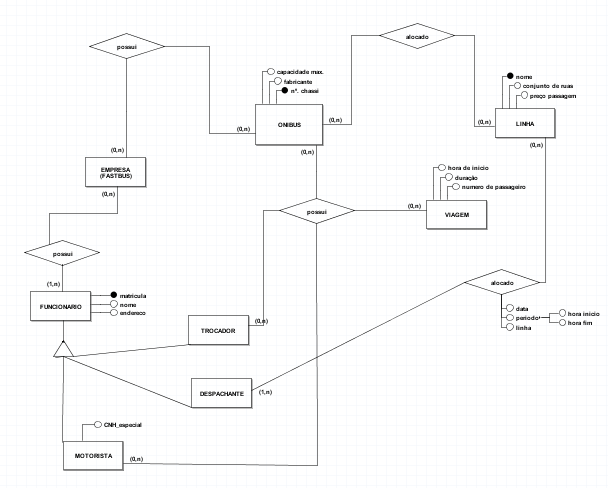 possui
alocado
capacidade max.
fabricante
nº. chassi
nome
conjunto de ruas
preço passagem
ONIBUS
LINHA
(0,n)
(0,n)
(0,n)
(0,n)
(0,n)
(0,n)
EMPRESA
(FASTBUS)
(0,n)
hora de inicio
duração
numero de passageiro
possui
(0,n)
VIAGEM
possui
alocado
(1,n)
FUNCIONARIO
matricula
nome
endereco
data
periodo
linha
hora inicio
hora fim
TROCADOR
(0,n)
DESPACHANTE
(1,n)
CNH_especial
MOTORISTA
(0,n)